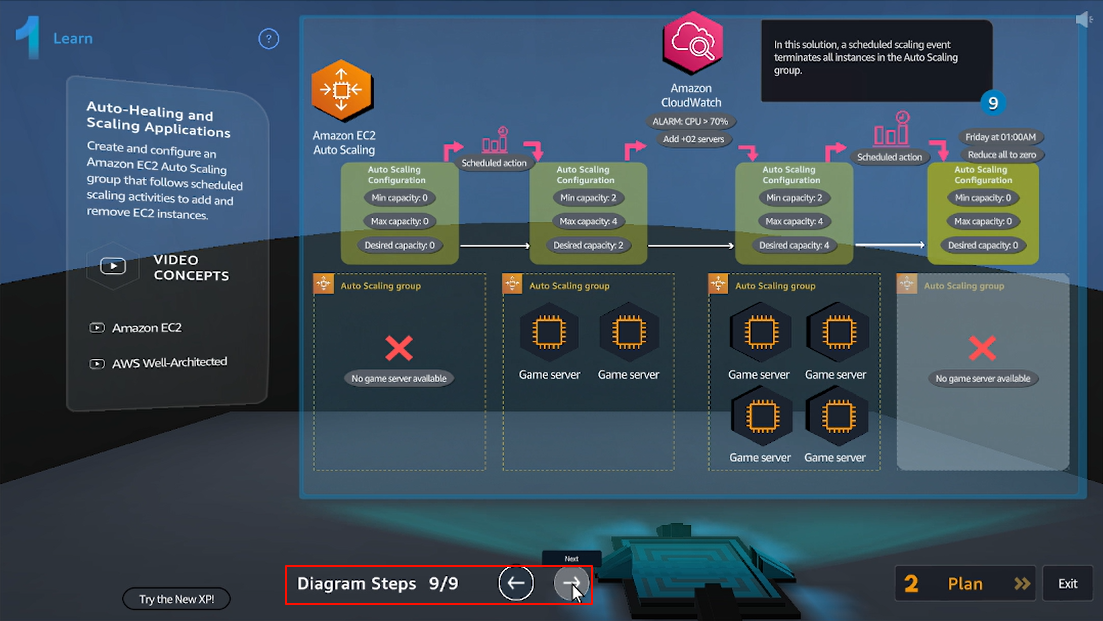 1 Learn
?
Auto-Healing and
Scaling Applications
Create and configure an
Amazon EC2 Auto Scaling
group that follows scheduled
scaling activities to add and
remove EC2 instances.
VIDEO
CONCEPTS
Amazon EC2
AWS Well-Architected
Amazon EC2
Auto Scaling
Amazon
CloudWatch
ALARM: CPU > 70%
Add +02 servers
In this solution, a scheduled scaling event
terminates all instances in the Auto Scaling
group.
9
Scheduled action
Scheduled action
Friday at 01:00AM
Reduce all to zero
Auto Scaling
Configuration
Min capacity: 0
Max capacity: 0
Desired capacity: 0
Auto Scaling
Configuration
Min capacity: 2
Max capacity: 4
Desired capacity: 2
Auto Scaling
Configuration
Min capacity: 2
Max capacity: 4
Desired capacity: 4
Auto Scaling
Configuration
Min capacity: 0
Max capacity: 0
Desired capacity: 0
Auto Scaling group
No game server available
Auto Scaling group
Game server Game server
Auto Scaling group
Game server Game server
Game server Game server
Auto Scaling group
No game server available
Next
Diagram Steps 9/9
Try the New XP!
2 Plan
Exit